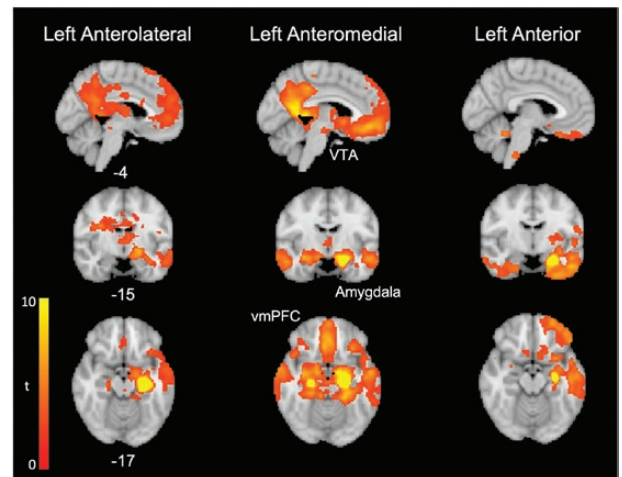 Left Anterolateral
Left Anteromedial
Left Anterior
VTA
-4
-15
Amygdala
10
vmPFC
t
0
-17